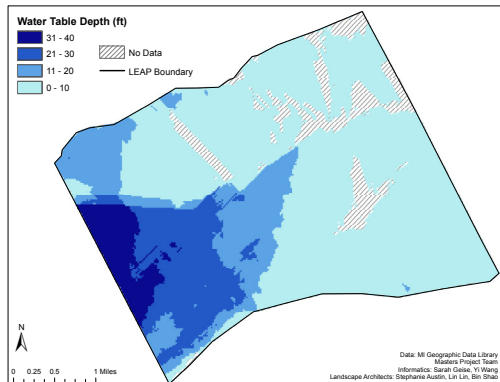 Water Table Depth (ft)
31 - 40
21 - 30
11 - 20
0 - 10
No Data
LEAP Boundary
N
0 0.25 0.5 1 Miles
Data: MI Geographic Data Library
Masters Project Team
Informatics: Sarah Geise, Yi Wang
Landscape Architects: Stephanie Austin, Lin Lin, Bin Shao